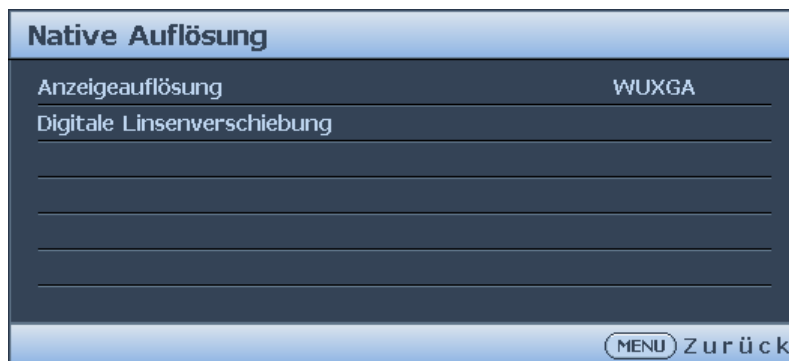 Native Auflösung
Anzeigeauflösung WUXGA
Digitale Linsenverschiebung
MENU Zurück